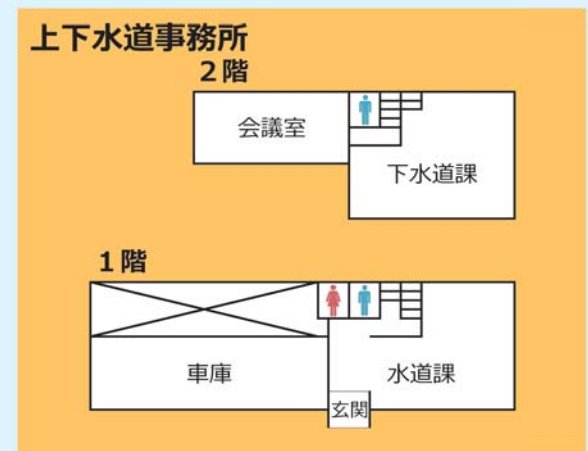 上下水道事務所
２階
会議室
下水道課
１階
車庫
水道課
玄関